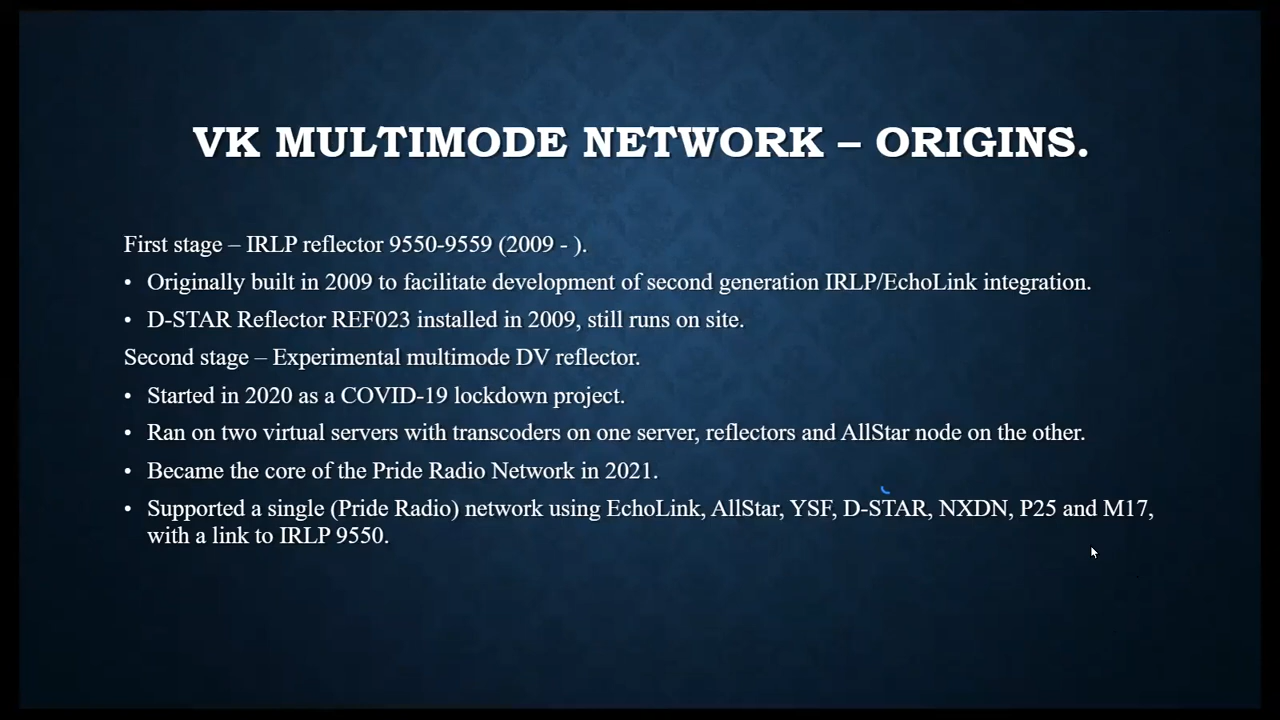 VK MULTIMODE NETWORK – ORIGINS.
First stage – IRLP reflector 9550-9559 (2009 - ).
• Originally built in 2009 to facilitate development of second generation IRLP/EchoLink integration.
• D-STAR Reflector REF023 installed in 2009, still runs on site.
Second stage – Experimental multimode DV reflector.
• Started in 2020 as a COVID-19 lockdown project.
• Ran on two virtual servers with transcoders on one server, reflectors and AllStar node on the other.
• Became the core of the Pride Radio Network in 2021.
• Supported a single (Pride Radio) network using EchoLink, AllStar, YSF, D-STAR, NXDN, P25 and M17,
with a link to IRLP 9550.